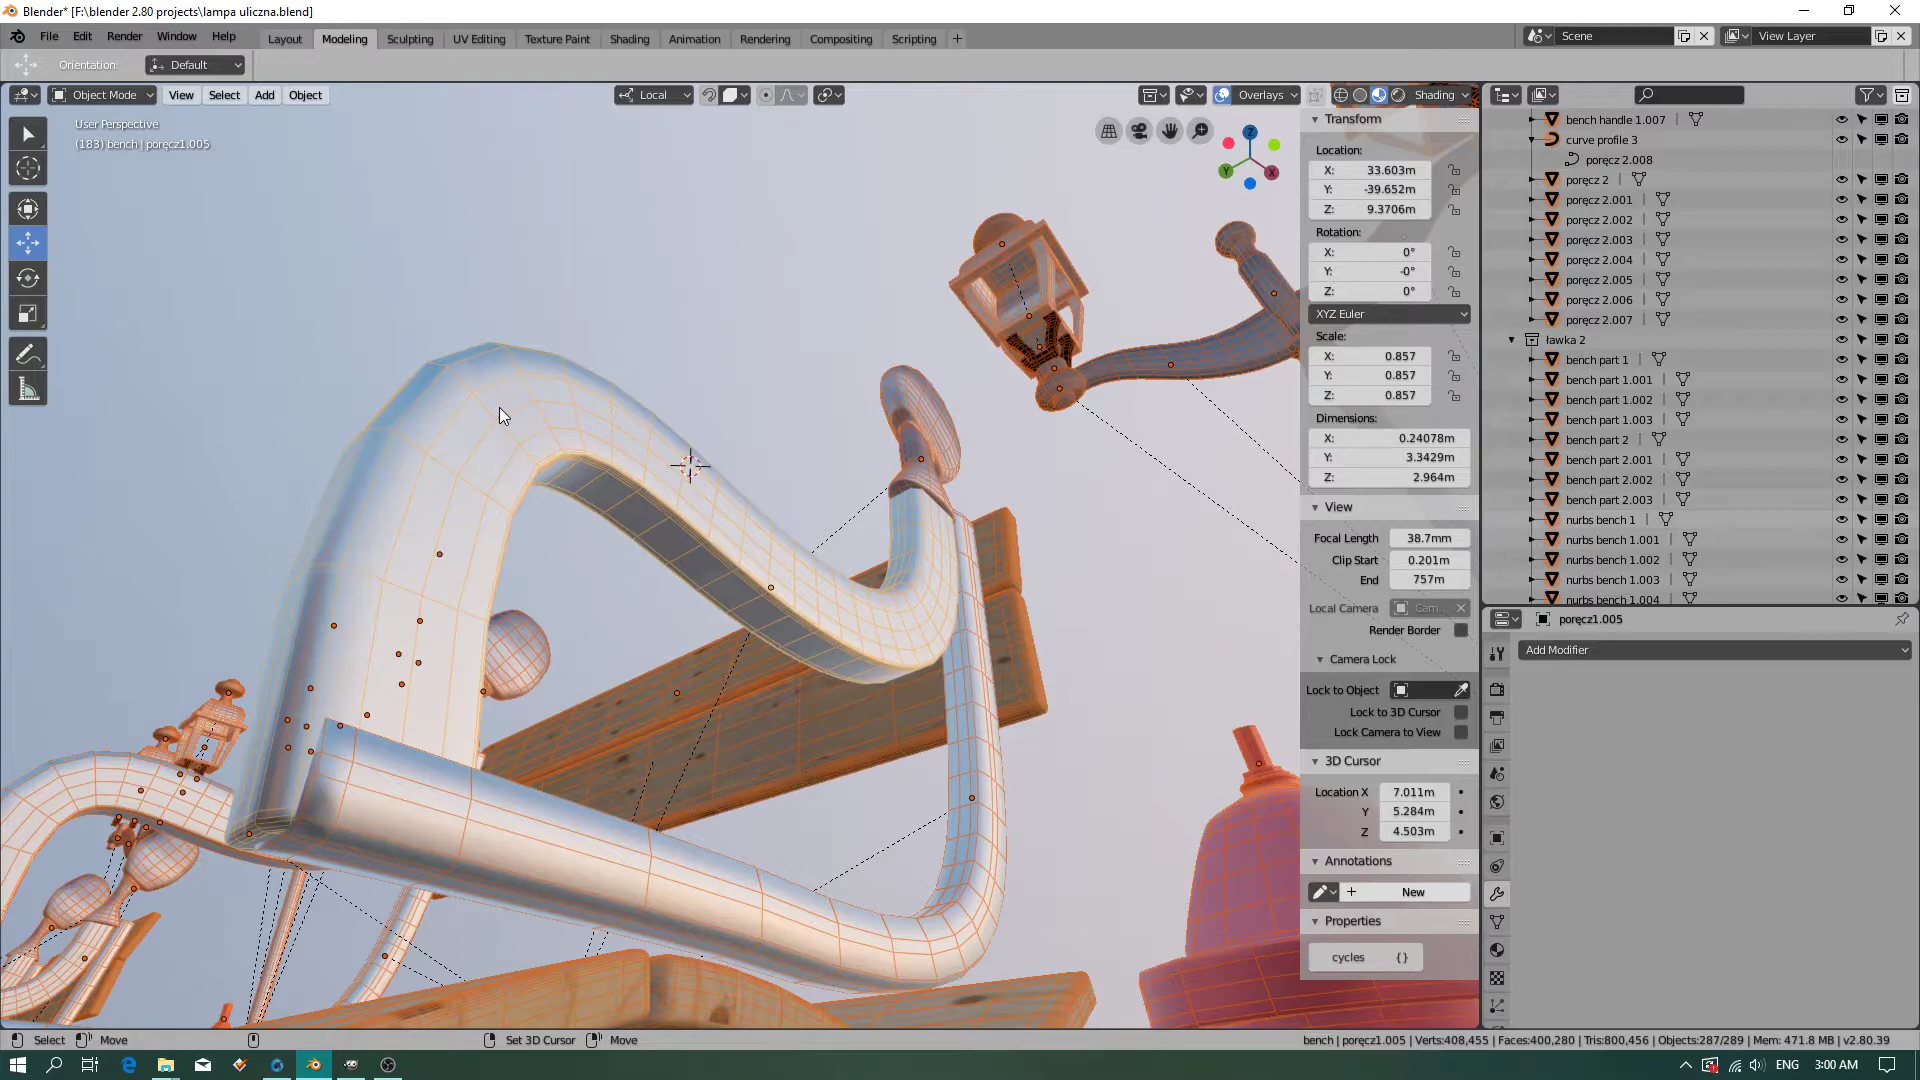 Blender* [F:\blender 2.80 projects\lampa uliczna.blend]
File Edit Render Window Help
Layout Modeling Sculpting UV Editing Texture Paint Shading Animation Rendering Compositing Scripting +
Scene
View Layer
Orientation: Default
Object Mode View Select Add Object
Local
Overlays
Shading
User Perspective
(183) bench | poręcz1.005
Z
Y
X
Transform
Location:
X: 33.603m
Y: -39.652m
Z: 9.3706m
Rotation:
X: 0°
Y: -0°
Z: 0°
XYZ Euler
Scale:
X: 0.857
Y: 0.857
Z: 0.857
Dimensions:
X: 0.24078m
Y: 3.3429m
Z: 2.964m
View
Focal Length 38.7mm
Clip Start 0.201m
End 757m
Local Camera Cam...
Render Border
Camera Lock
Lock to Object
Lock to 3D Cursor
Lock Camera to View
3D Cursor
Location X 7.011m
Y 5.284m
Z 4.503m
Annotations
+ New
Properties
cycles {}
bench handle 1.007
curve profile 3
poręcz 2.008
poręcz 2
poręcz 2.001
poręcz 2.002
poręcz 2.003
poręcz 2.004
poręcz 2.005
poręcz 2.006
poręcz 2.007
ławka 2
bench part 1
bench part 1.001
bench part 1.002
bench part 1.003
bench part 2
bench part 2.001
bench part 2.002
bench part 2.003
nurbs bench 1
nurbs bench 1.001
nurbs bench 1.002
nurbs bench 1.003
nurbs bench 1.004
poręcz1.005
Add Modifier
Select Move Set 3D Cursor Move
bench | poręcz1.005 | Verts:408,455 | Faces:400,280 | Tris:800,456 | Objects:287/289 | Mem: 471.8 MB | v2.80.39
ENG 3:00 AM